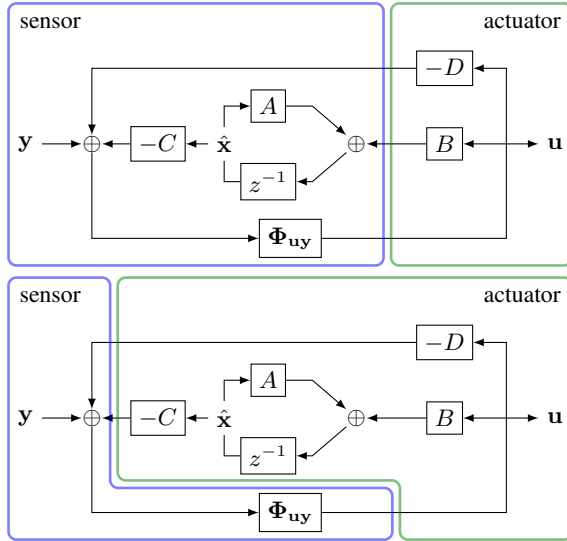 sensor actuator
−D
A
y ⊕ −C x̂ ⊕ B u
z⁻¹
Φuy
sensor actuator
−D
A
y ⊕ −C x̂ ⊕ B u
z⁻¹
Φuy